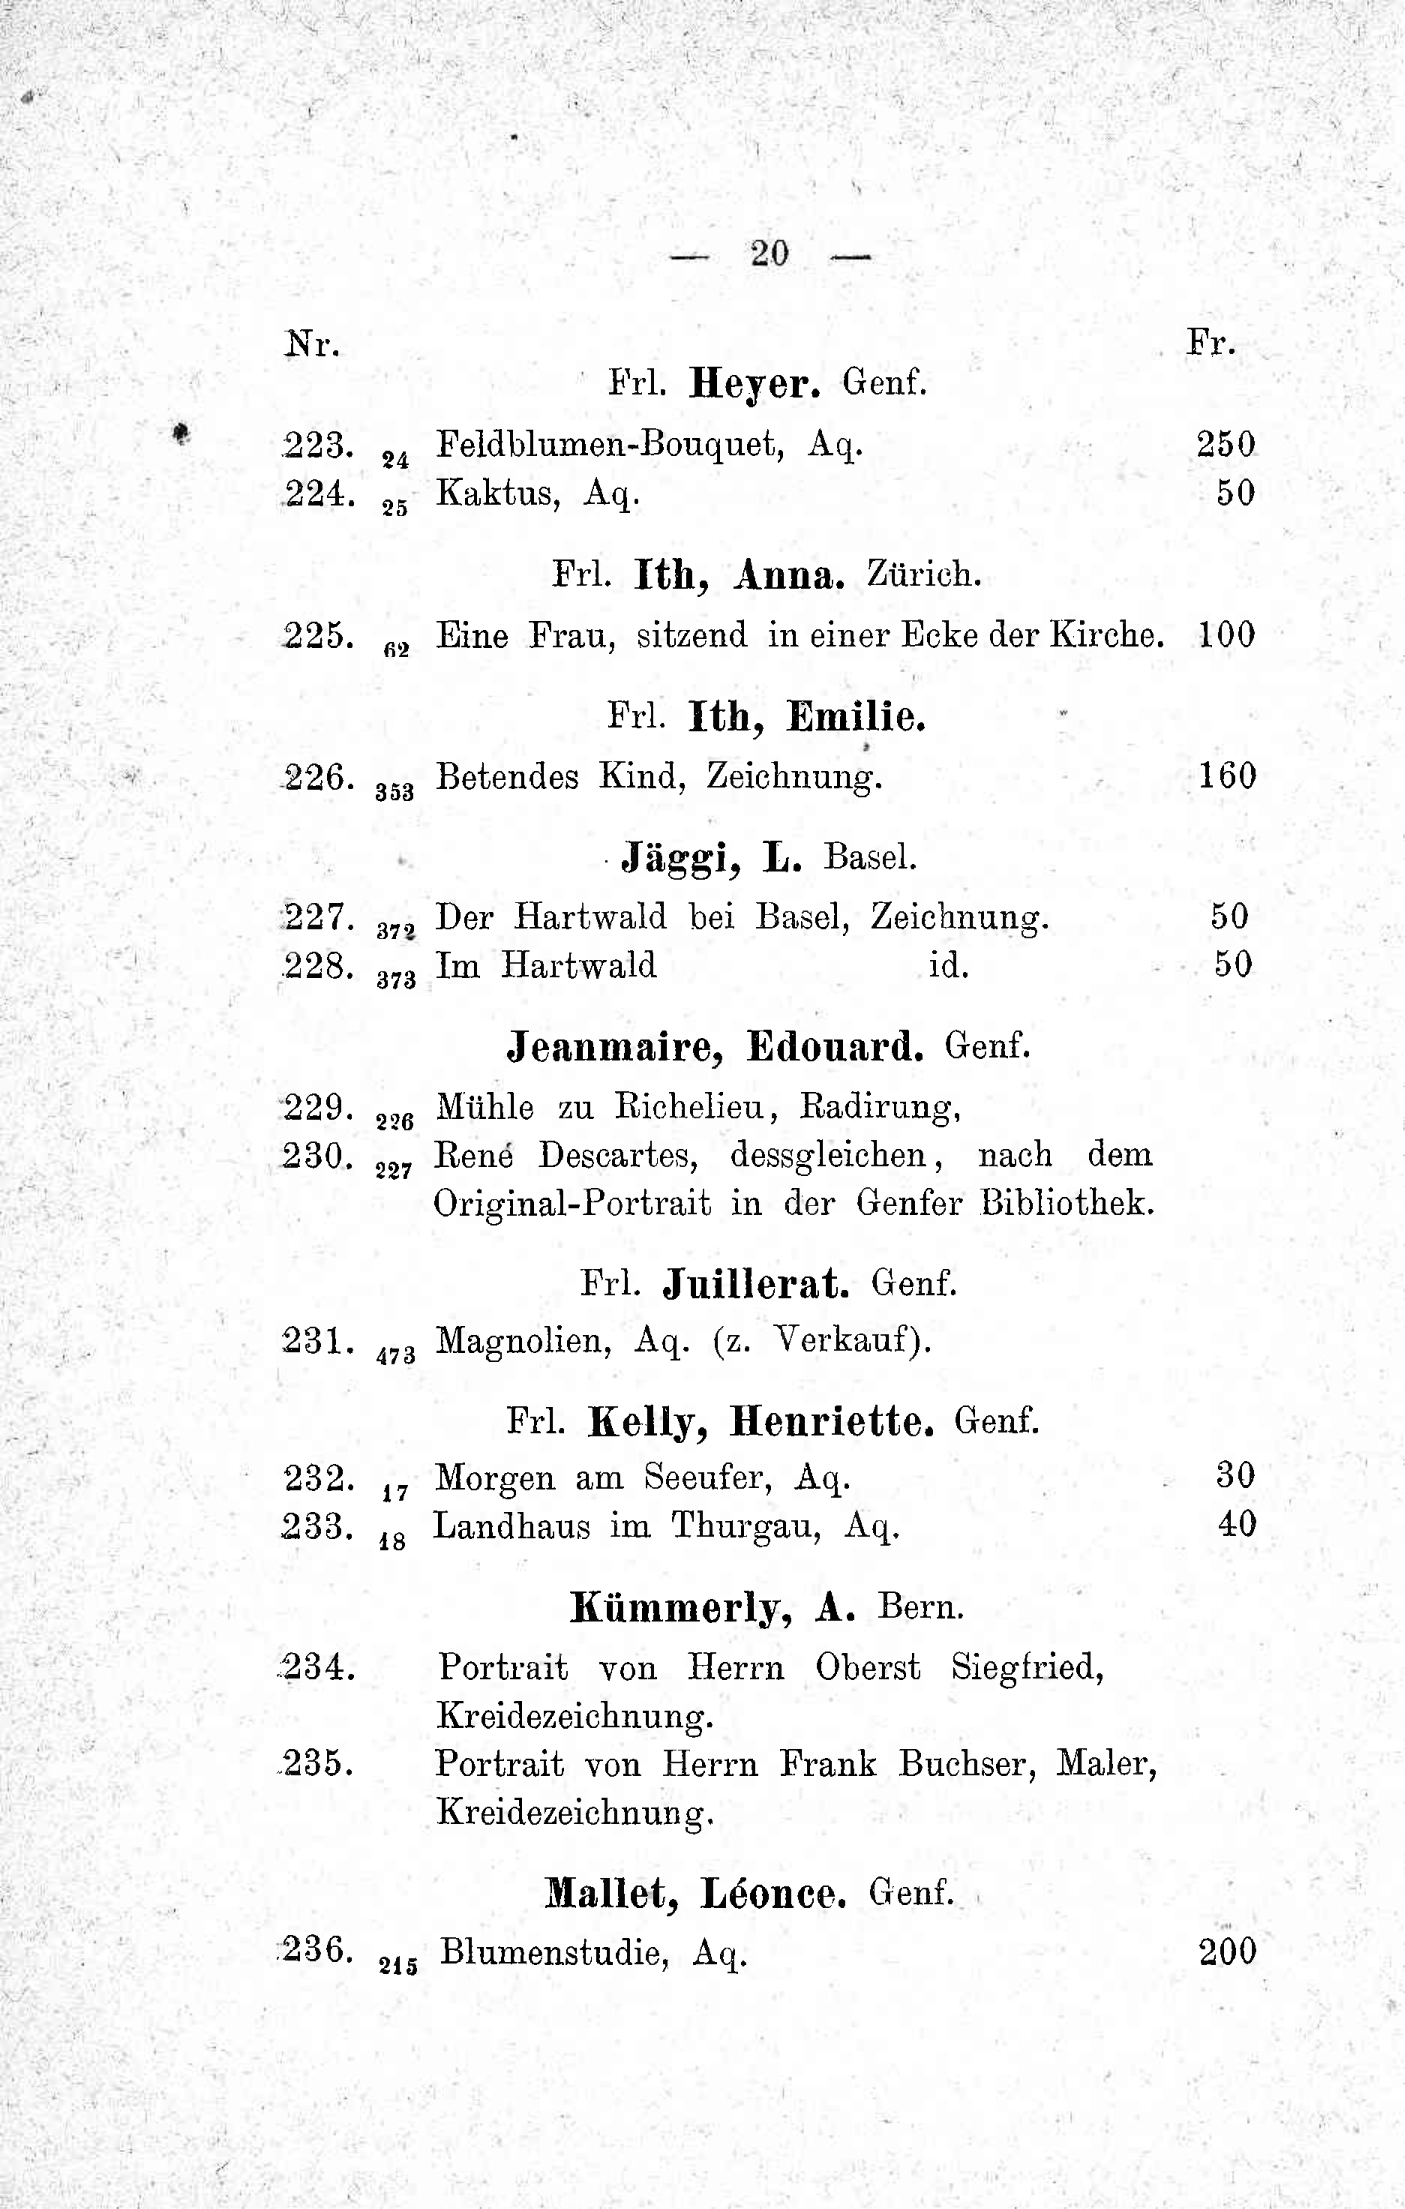 — 20 —
Nr. Fr.
Frl. Heyer. Genf.
223. 24 Feldblumen-Bouquet, Aq. 250
224. 25 Kaktus, Aq. 50
Frl. Ith, Anna. Zürich.
225. 62 Eine Frau, sitzend in einer Ecke der Kirche. 100
Frl. Ith, Emilie.
226. 353 Betendes Kind, Zeichnung. 160
Jäggi, L. Basel.
227. 372 Der Hartwald bei Basel, Zeichnung. 50
228. 373 Im Hartwald id. 50
Jeanmaire, Edouard. Genf.
229. 226 Mühle zu Richelieu, Radirung,
230. 227 René Descartes, dessgleichen, nach dem
Original-Portrait in der Genfer Bibliothek.
Frl. Juillerat. Genf.
231. 473 Magnolien, Aq. (z. Verkauf).
Frl. Kelly, Henriette. Genf.
232. 17 Morgen am Seeufer, Aq. 30
233. 18 Landhaus im Thurgau, Aq. 40
Kümmerly, A. Bern.
234. Portrait von Herrn Oberst Siegfried,
Kreidezeichnung.
235. Portrait von Herrn Frank Buchser, Maler,
Kreidezeichnung.
Mallet, Léonce. Genf.
236. 215 Blumenstudie, Aq. 200